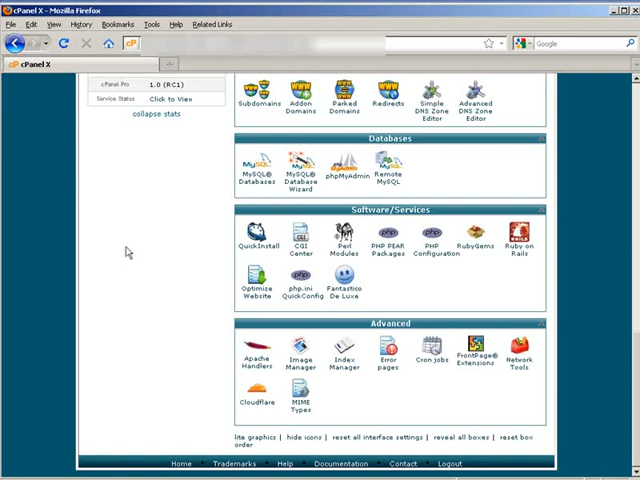 cPanel X - Mozilla Firefox
File Edit View History Bookmarks Tools Help Related Links
cP Google
cP cPanel X
cPanel Pro 1.0 (RC1)
Service Status Click to View
collapse stats
Subdomains Addon Domains Parked Domains Redirects Simple DNS Zone Editor Advanced DNS Zone Editor
Databases
MySQL® Databases MySQL® Database Wizard phpMyAdmin Remote MySQL
Software/Services
QuickInstall CGI Center Perl Modules PHP PEAR Packages PHP Configuration RubyGems Ruby on Rails
Optimize Website php.ini QuickConfig Fantastico De Luxe
Advanced
Apache Handlers Image Manager Index Manager Error pages Cron jobs FrontPage® Extensions Network Tools
Cloudflare MIME Types
lite graphics | hide icons | reset all interface settings | reveal all boxes | reset box
order
Home Trademarks Help Documentation Contact Logout